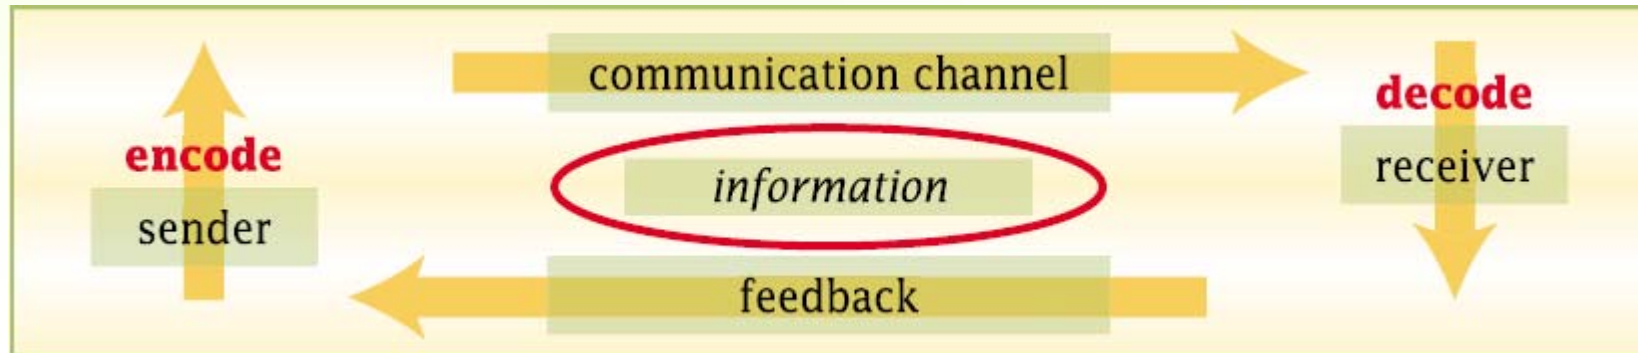 communication channel
decode
encode
information
receiver
sender
feedback